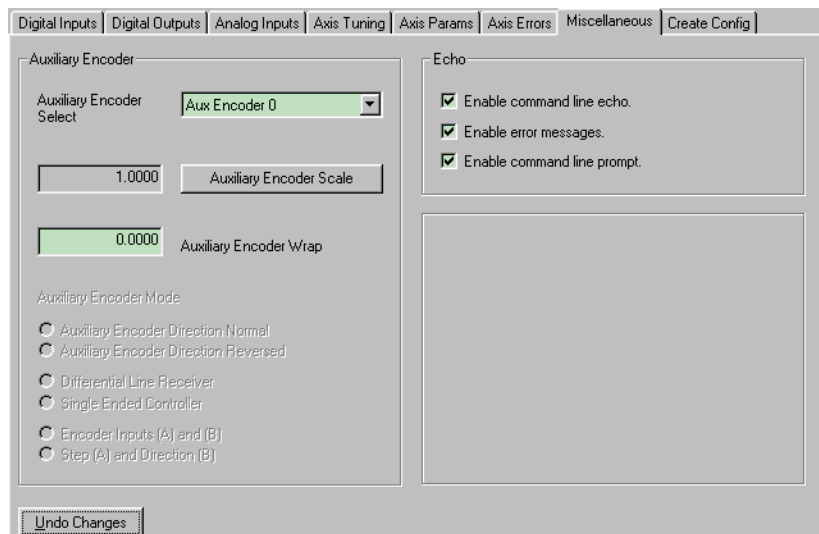 Digital Inputs Digital Outputs Analog Inputs Axis Tuning Axis Params Axis Errors Miscellaneous Create Config
Auxiliary Encoder
Auxiliary Encoder
Select
Aux Encoder 0
1.0000 Auxiliary Encoder Scale
0.0000 Auxiliary Encoder Wrap
Auxiliary Encoder Mode
Auxiliary Encoder Direction Normal
Auxiliary Encoder Direction Reversed
Differential Line Receiver
Single Ended Controller
Encoder Inputs (A) and (B)
Step (A) and Direction (B)
Echo
Enable command line echo.
Enable error messages.
Enable command line prompt.
Undo Changes